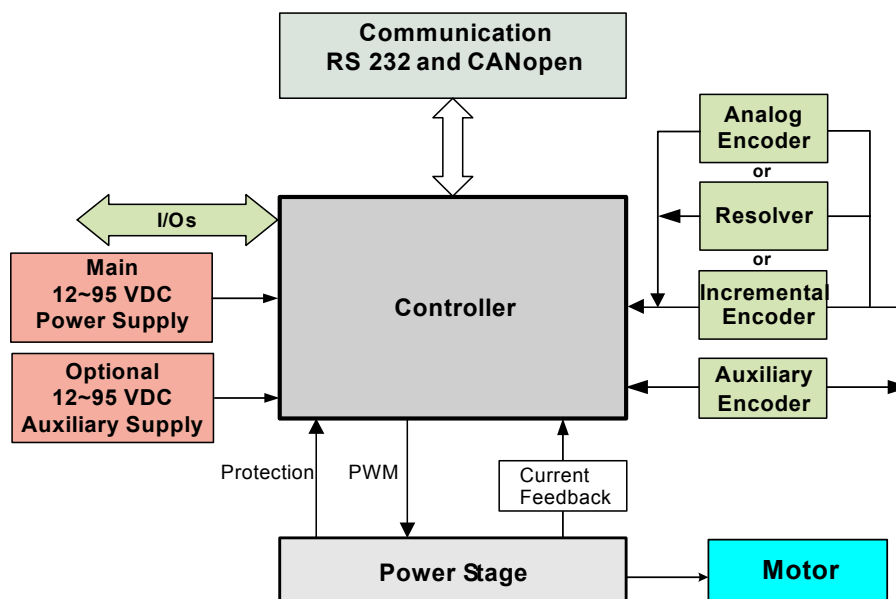 Communication
RS 232 and CANopen
Analog
Encoder
or
I/Os
Resolver
or
Main
12~95 VDC
Power Supply
Controller
Incremental
Encoder
Optional
12~95 VDC
Auxiliary Supply
Auxiliary
Encoder
Protection
PWM
Current
Feedback
Power Stage
Motor